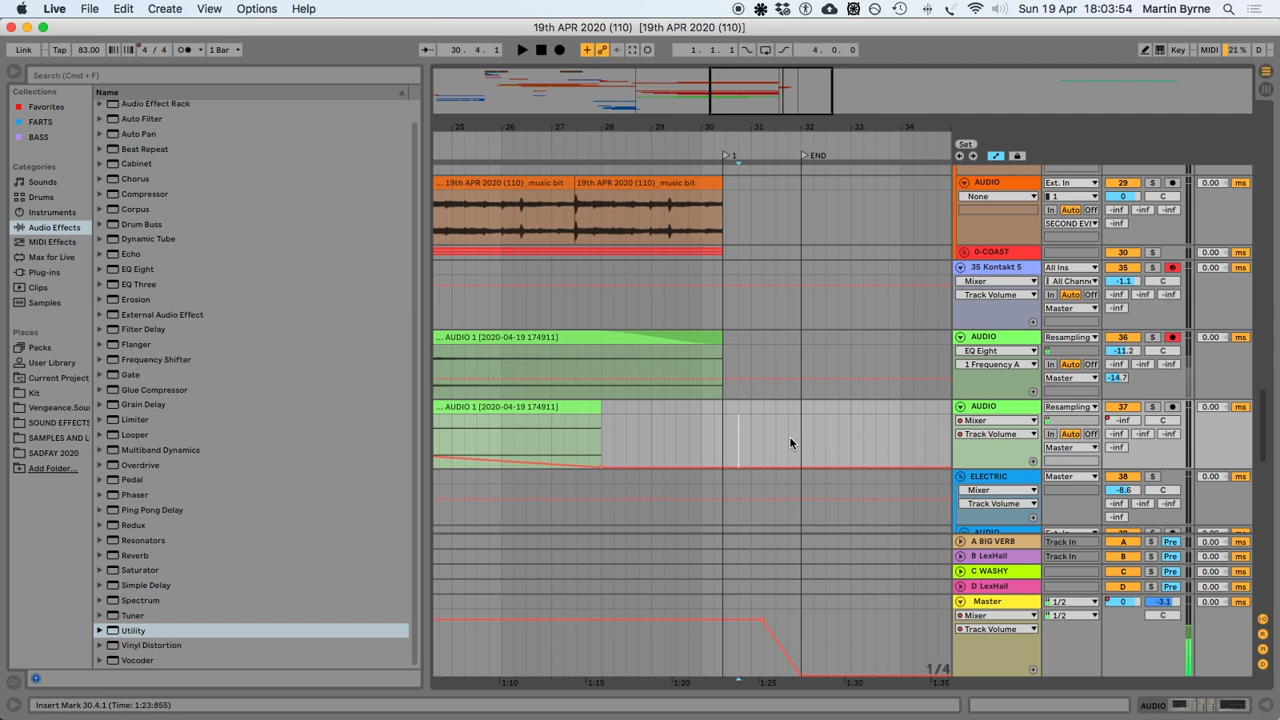 Live File Edit Create View Options Help
Sun 19 Apr 18:03:54 Martin Byrne
19th APR 2020 (110) [19th APR 2020 (110)]
Link Tap 83.00 4 / 4 1 Bar 30. 4. 1 1. 1. 1 4. 0. 0 Key MIDI 21 % D
Search (Cmd + F)
Collections
Favorites
FARTS
BASS
Categories
Sounds
Drums
Instruments
Audio Effects
MIDI Effects
Max for Live
Plug-ins
Clips
Samples
Places
Packs
User Library
Current Project
Kit
Vengeance.Soun
SOUND EFFECTS
SAMPLES AND L
SADFAY 2020
Add Folder...
Name
Audio Effect Rack
Auto Filter
Auto Pan
Beat Repeat
Cabinet
Chorus
Compressor
Corpus
Drum Buss
Dynamic Tube
Echo
EQ Eight
EQ Three
Erosion
External Audio Effect
Filter Delay
Flanger
Frequency Shifter
Gate
Glue Compressor
Grain Delay
Limiter
Looper
Multiband Dynamics
Overdrive
Pedal
Phaser
Ping Pong Delay
Redux
Resonators
Reverb
Saturator
Simple Delay
Spectrum
Tuner
Utility
Vinyl Distortion
Vocoder
25 26 27 28 29 30 31 32 33 34
Set
1 END
... 19th APR 2020 (110)_music bit 19th APR 2020 (110)_music bit
AUDIO Ext. In 29 S 0.00 ms
None 1 0 C
In Auto Off -inf -inf -inf
SECOND EVI -inf
0-COAST 30 S 0.00 ms
35 Kontakt 5 All Ins 35 S 0.00 ms
Mixer All Channe -1.1 C
Track Volume In Auto Off -inf -inf -inf
Master -inf
... AUDIO 1 [2020-04-19 174911]
AUDIO Resampling 36 S 0.00 ms
EQ Eight -11.2 C
1 Frequency A In Auto Off -inf -inf -inf
Master -14.7
... AUDIO 1 [2020-04-19 174911]
AUDIO Resampling 37 S 0.00 ms
Mixer -inf C
Track Volume In Auto Off -inf -inf -inf
Master -inf
ELECTRIC Master 38 S 0.00 ms
Mixer -8.6 C
Track Volume -inf -inf -inf
-inf
A BIG VERB Track In A S Pre 0.00 ms
B LexHall Track In B S Pre 0.00 ms
C WASHY C S Pre 0.00 ms
D LexHall D S Pre 0.00 ms
Master 1/2 0 -3.1 0.00 ms
Mixer 1/2 C
Track Volume
1/4
1:10 1:15 1:20 1:25 1:30 1:35
Insert Mark 30.4.1 (Time: 1:23:855)
AUDIO